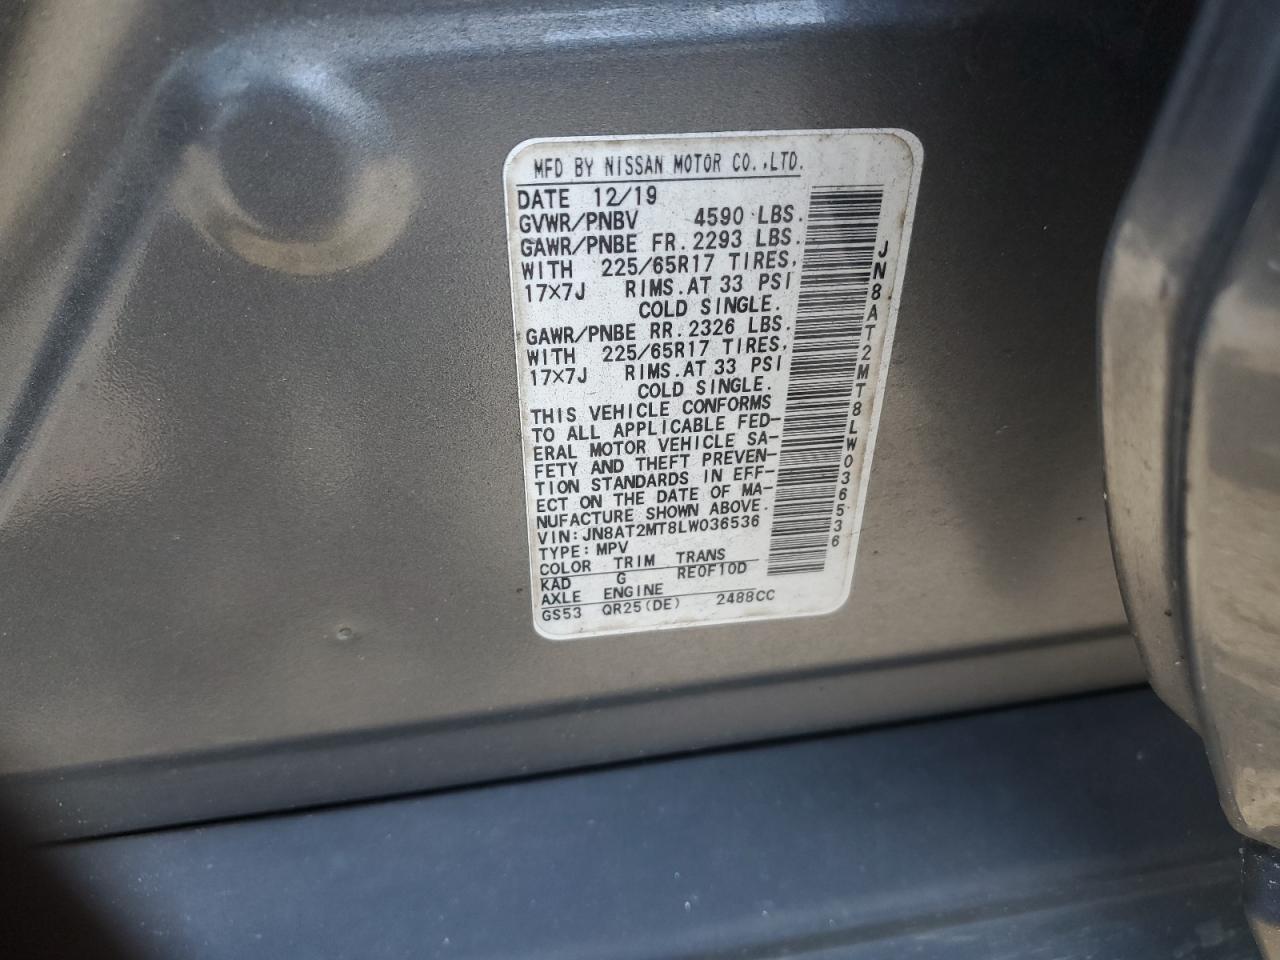 MFD BY NISSAN MOTOR CO.,LTD.
DATE 12/19
GVWR/PNBV 4590 LBS.
GAWR/PNBE FR. 2293 LBS.
WITH 225/65R17 TIRES,
17×7J RIMS.AT 33 PSI
COLD SINGLE.
GAWR/PNBE RR. 2326 LBS.
WITH 225/65R17 TIRES,
17×7J RIMS.AT 33 PSI
COLD SINGLE.
THIS VEHICLE CONFORMS
TO ALL APPLICABLE FED-
ERAL MOTOR VEHICLE SA-
FETY AND THEFT PREVEN-
TION STANDARDS IN EFF-
ECT ON THE DATE OF MA-
NUFACTURE SHOWN ABOVE.
VIN:JN8AT2MT8LW036536
TYPE:MPV
COLOR TRIM TRANS
KAD G RE0F10D
AXLE ENGINE
GS53 QR25(DE) 2488CC
JN8AT2MT8LW036536